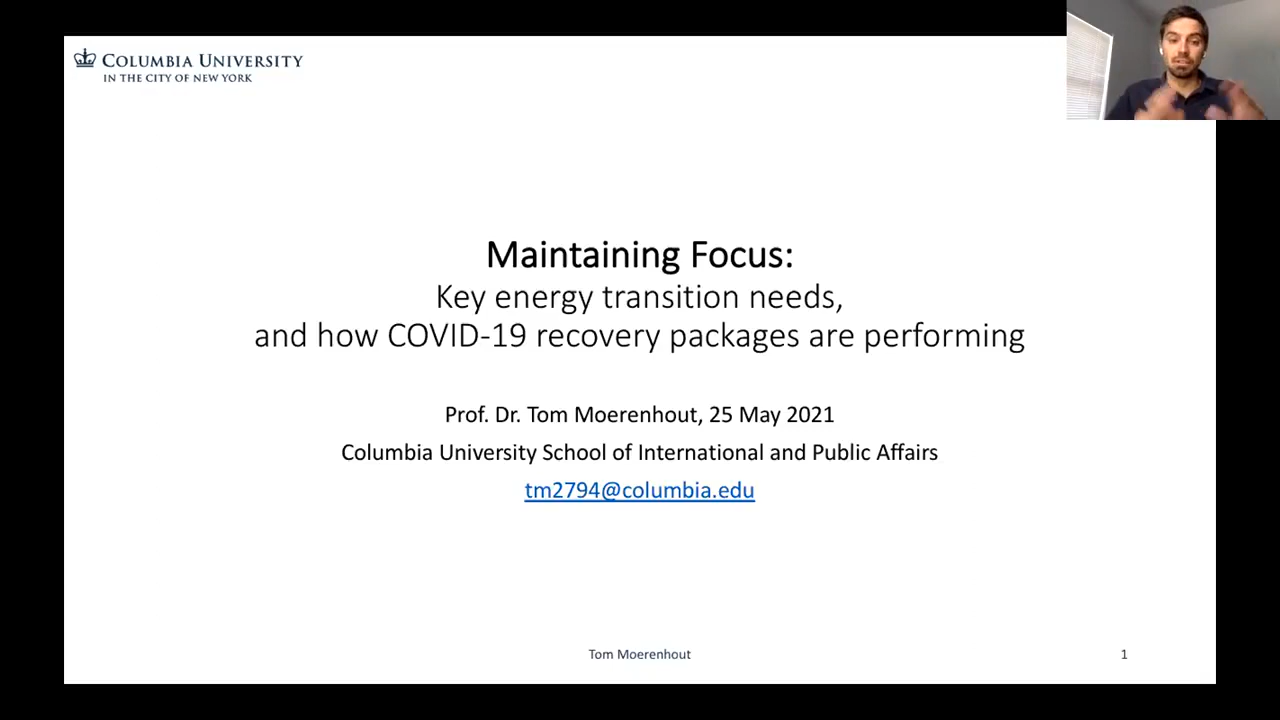 COLUMBIA UNIVERSITY
IN THE CITY OF NEW YORK
Maintaining Focus:
Key energy transition needs,
and how COVID-19 recovery packages are performing
Prof. Dr. Tom Moerenhout, 25 May 2021
Columbia University School of International and Public Affairs
tm2794@columbia.edu
Tom Moerenhout
1